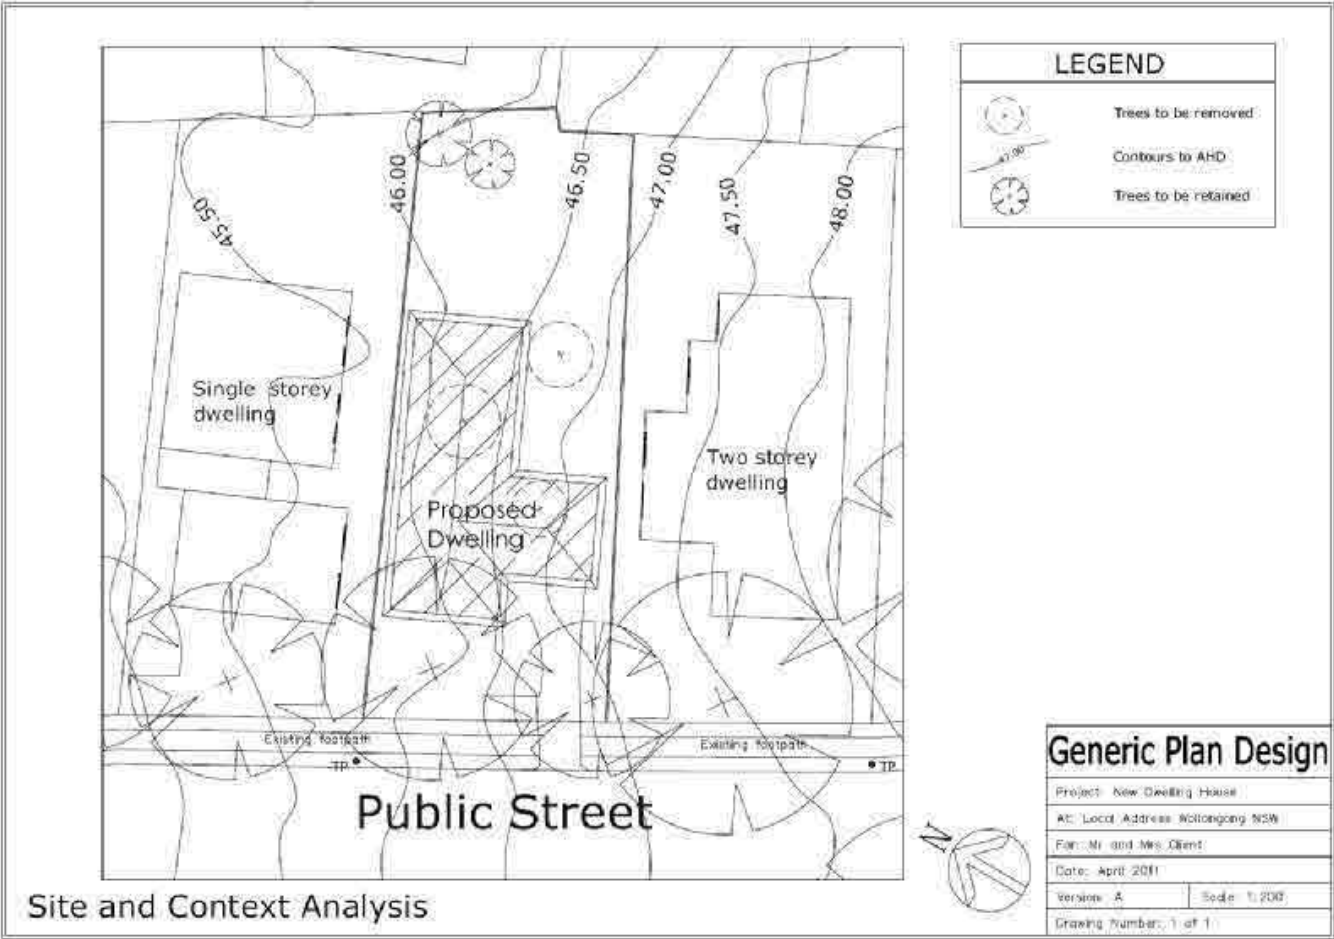 LEGEND
Trees to be removed
47.00
Contours to AHD
Trees to be retained
45.50
46.00
46.50
47.00
47.50
48.00
Single storey
dwelling
Two storey
dwelling
Proposed
Dwelling
Existing footpath
Existing footpath
TP
TP
Public Street
N
Site and Context Analysis
Generic Plan Design
Project: New Dwelling House
At: Local Address Wollongong NSW
For: Mr and Mrs Client
Date: April 2011
Version: A
Scale: 1:200
Drawing Number: 1 of 1